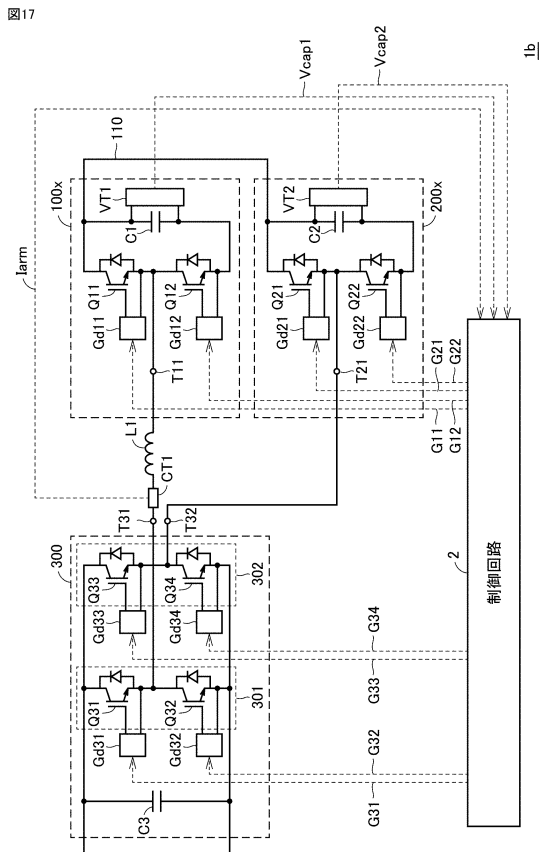 図17
1b
Vcap1
Vcap2
110
Iarm
100x
VT1
C1
Q11
Q12
Gd11
Gd12
T11
200x
VT2
C2
Q21
Q22
Gd21
Gd22
T21
L1
CT1
T31
T32
G11
G12
G21
G22
300
302
Q33
Q34
Gd33
Gd34
301
Q31
Q32
Gd31
Gd32
C3
G34
G33
G32
G31
2
制御回路